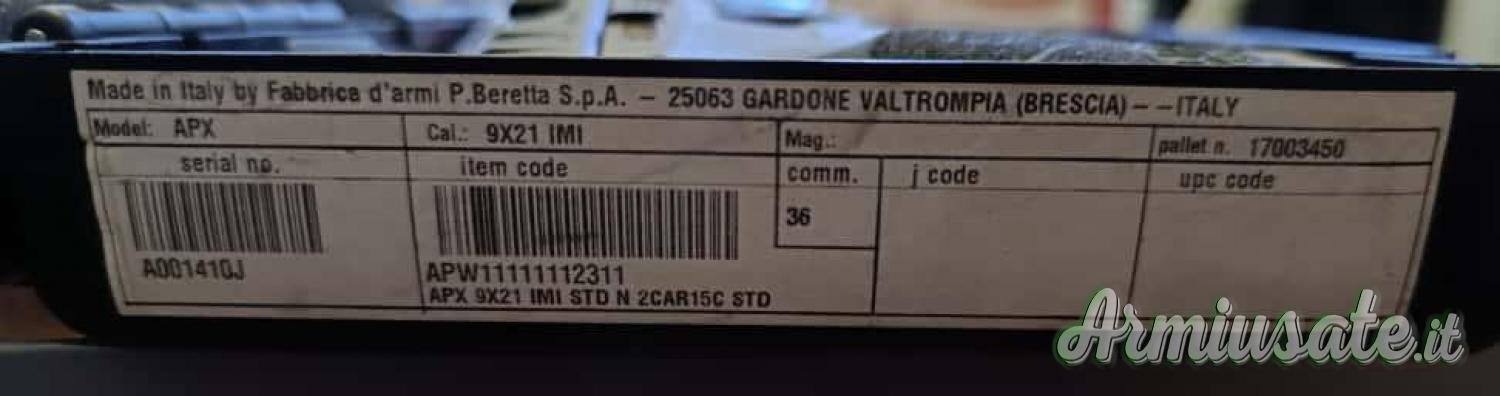 Made in Italy by Fabbrica d'armi P.Beretta S.p.A. - 25063 GARDONE VALTROMPIA (BRESCIA)- -ITALY
Model: APX Cal.: 9X21 IMI Mag.: pallet n. 17003450
serial no. item code comm. j code upc code
36
A001410J APW11111112311
APX 9X21 IMI STD N 2CAR15C STD
Armiusate.it